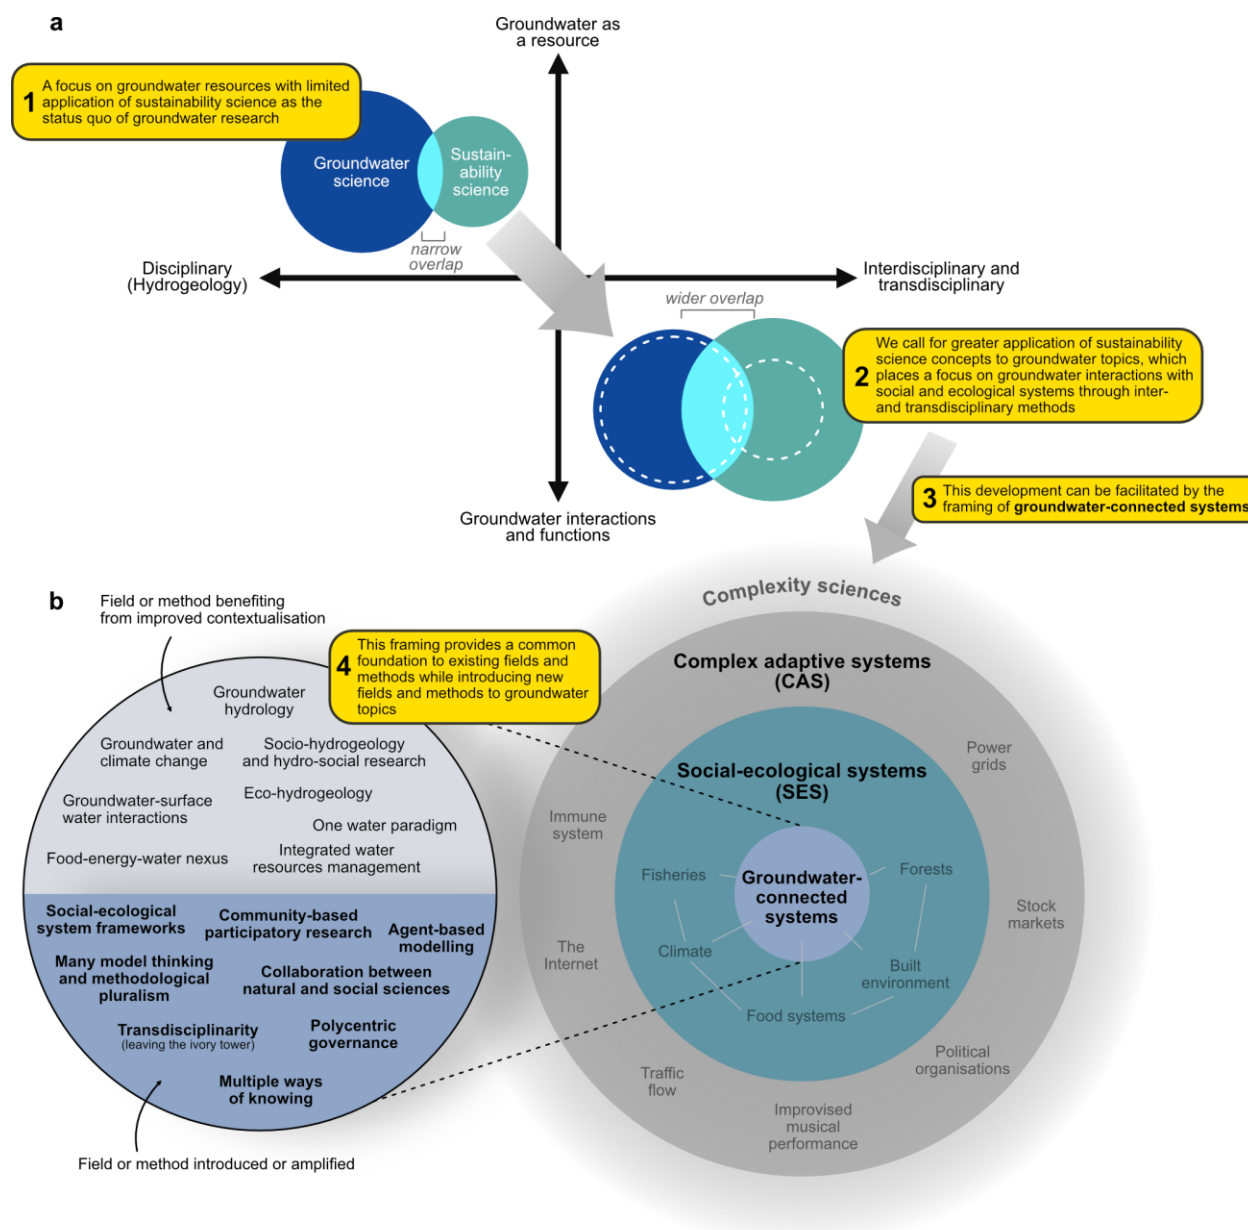 a
Groundwater as
a resource
1
A focus on groundwater resources with limited
application of sustainability science as the
status quo of groundwater research
Groundwater
science
Sustain-
ability
science
narrow
overlap
Disciplinary
(Hydrogeology)
Interdisciplinary and
transdisciplinary
wider overlap
2
We call for greater application of sustainability
science concepts to groundwater topics, which
places a focus on groundwater interactions with
social and ecological systems through inter-
and transdisciplinary methods
3
This development can be facilitated by the
framing of groundwater-connected systems
Groundwater interactions
and functions
b
Field or method benefiting
from improved contextualisation
4
This framing provides a common
foundation to existing fields and
methods while introducing new
fields and methods to groundwater
topics
Groundwater
hydrology
Groundwater and
climate change
Socio-hydrogeology
and hydro-social research
Groundwater-surface
water interactions
Eco-hydrogeology
One water paradigm
Food-energy-water nexus
Integrated water
resources management
Social-ecological
system frameworks
Community-based
participatory research
Agent-based
modelling
Many model thinking
and methodological
pluralism
Collaboration between
natural and social sciences
Transdisciplinarity
(leaving the ivory tower)
Polycentric
governance
Multiple ways
of knowing
Field or method introduced or amplified
Complexity sciences
Complex adaptive systems
(CAS)
Social-ecological systems
(SES)
Groundwater-
connected
systems
Power
grids
Immune
system
Fisheries
Forests
Stock
markets
The
Internet
Climate
Built
environment
Food systems
Political
organisations
Traffic
flow
Improvised
musical
performance